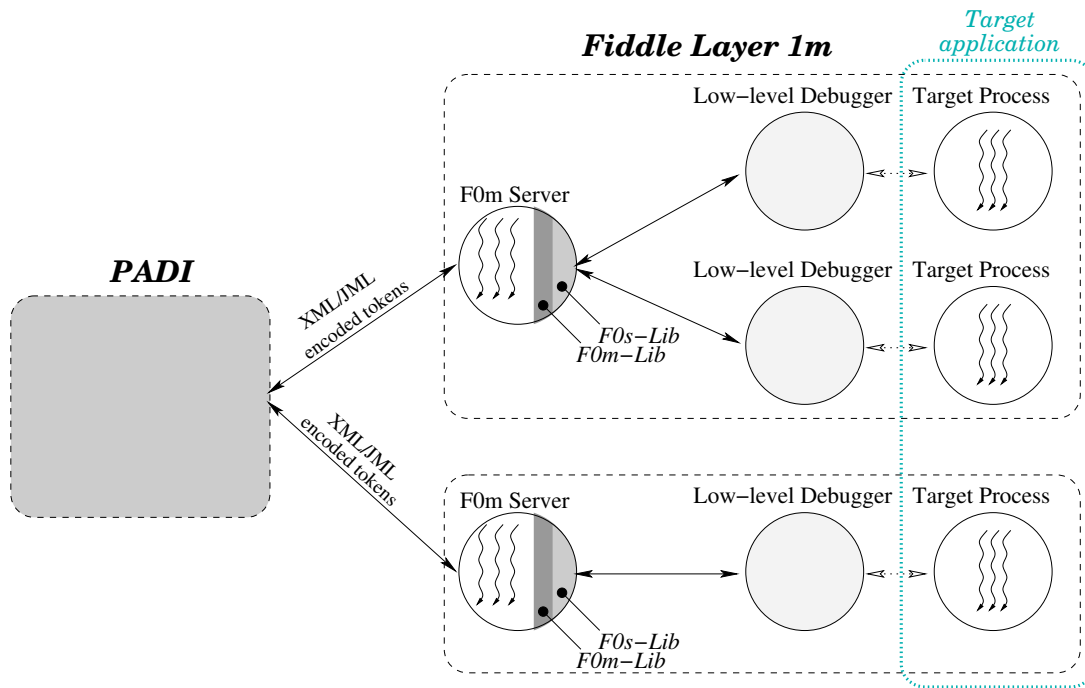 Target
application
Fiddle Layer 1m
Low-level Debugger
Target Process
F0m Server
PADI
XML/JML
encoded tokens
F0s-Lib
F0m-Lib
Low-level Debugger
Target Process
XML/JML
encoded tokens
F0m Server
Low-level Debugger
Target Process
F0s-Lib
F0m-Lib